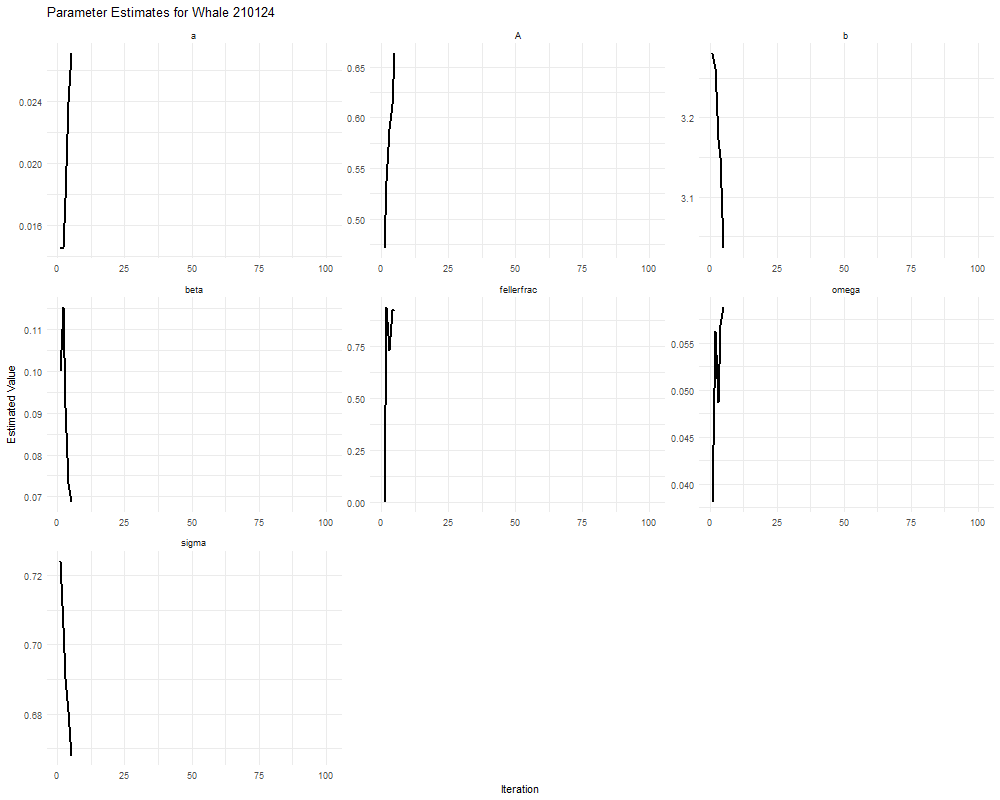 Parameter Estimates for Whale 210124
a
A
b
0.024
0.020
0.016
0.65
0.60
0.55
0.50
3.2
3.1
0 25 50 75 100
0 25 50 75 100
0 25 50 75 100
beta
fellerfrac
omega
0.11
0.10
0.09
0.08
0.07
0.75
0.50
0.25
0.00
0.055
0.050
0.045
0.040
0 25 50 75 100
0 25 50 75 100
0 25 50 75 100
sigma
0.72
0.70
0.68
0 25 50 75 100
Estimated Value
Iteration